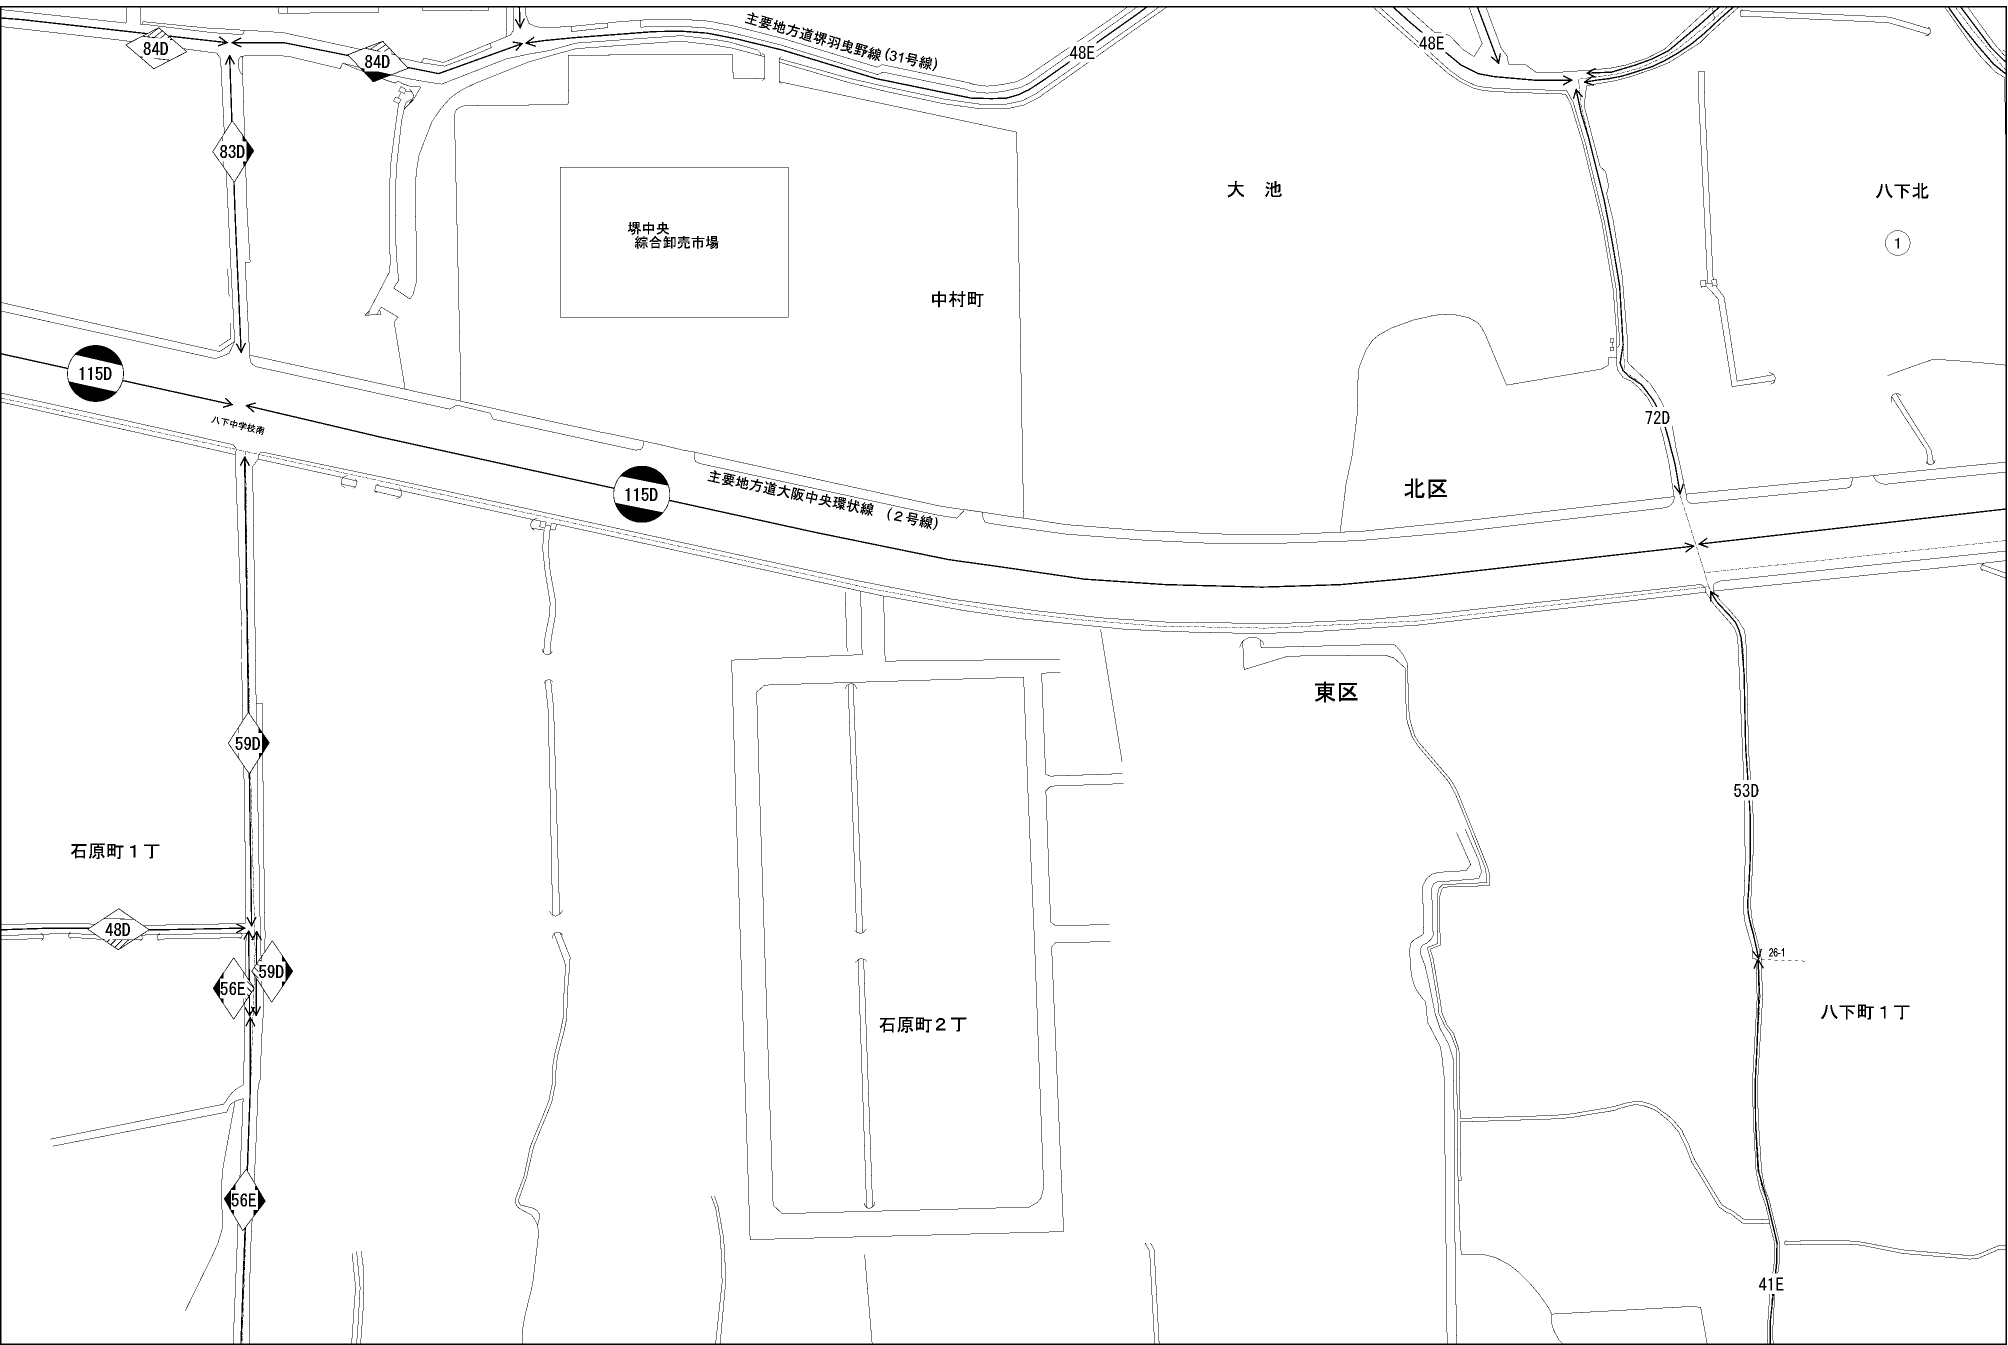 主要地方道堺羽曳野線(31号線)
84D
84D
48E
48E
83D
大　池
八下北
1
堺中央
綜合卸売市場
中村町
115D
八下中学校南
72D
115D
主要地方道大阪中央環状線　(２号線)
北区
東区
59D
53D
石原町１丁
48D
59D
56E
26-1
石原町２丁
八下町１丁
56E
41E